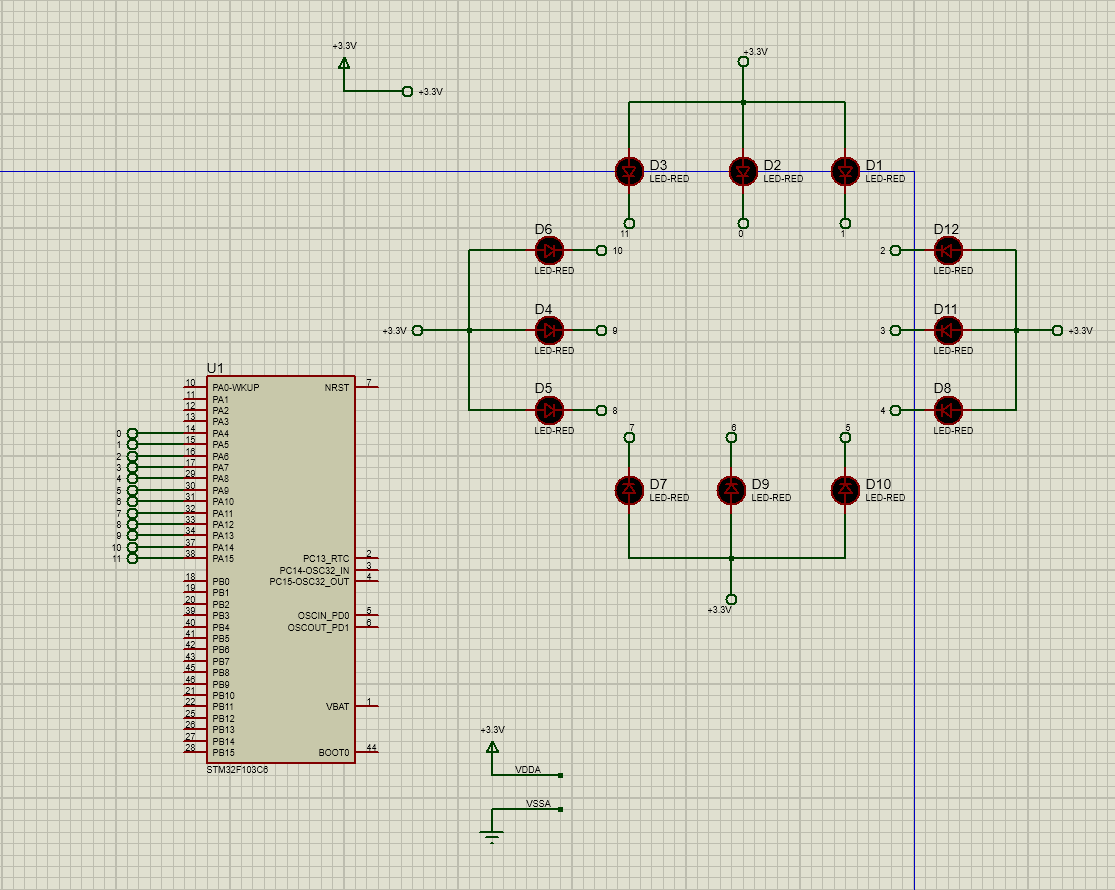 +3.3V
+3.3V
+3.3V
D3
LED-RED
D2
LED-RED
D1
LED-RED
11
0
1
D6
10
LED-RED
D12
2
LED-RED
D4
+3.3V
9
LED-RED
D11
3
+3.3V
LED-RED
D5
8
LED-RED
D8
4
LED-RED
7
6
5
D7
LED-RED
D9
LED-RED
D10
LED-RED
+3.3V
U1
10 PA0-WKUP NRST 7
11 PA1
12 PA2
13 PA3
0 14 PA4
1 15 PA5
2 16 PA6
3 17 PA7
4 29 PA8
5 30 PA9
6 31 PA10
7 32 PA11
8 33 PA12
9 34 PA13
10 37 PA14
11 38 PA15 PC13_RTC 2
PC14-OSC32_IN 3
18 PB0 PC15-OSC32_OUT 4
19 PB1
20 PB2
39 PB3 OSCIN_PD0 5
40 PB4 OSCOUT_PD1 6
41 PB5
42 PB6
43 PB7
45 PB8
46 PB9
21 PB10
22 PB11 VBAT 1
25 PB12
26 PB13
27 PB14
28 PB15 BOOT0 44
STM32F103C6
+3.3V
VDDA
VSSA